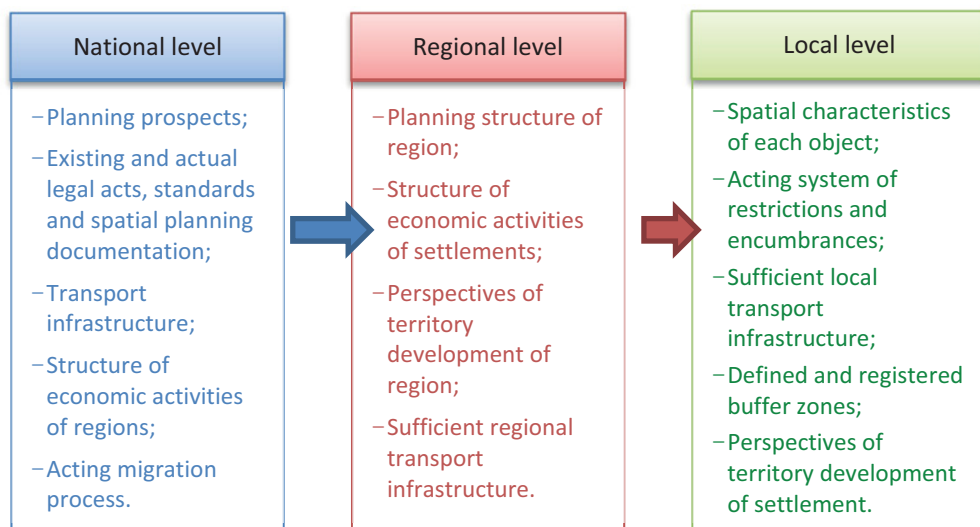 National level
−Planning prospects;
−Existing and actual
legal acts, standards
and spatial planning
documentation;
−Transport
infrastructure;
−Structure of
economic activities
of regions;
−Acting migration
process.
Regional level
−Planning structure of
region;
−Structure of
economic activities
of settlements;
−Perspectives of
territory
development of
region;
−Sufficient regional
transport
infrastructure.
Local level
−Spatial characteristics
of each object;
−Acting system of
restrictions and
encumbrances;
−Sufficient local
transport
infrastructure;
−Defined and registered
buffer zones;
−Perspectives of
territory development
of settlement.